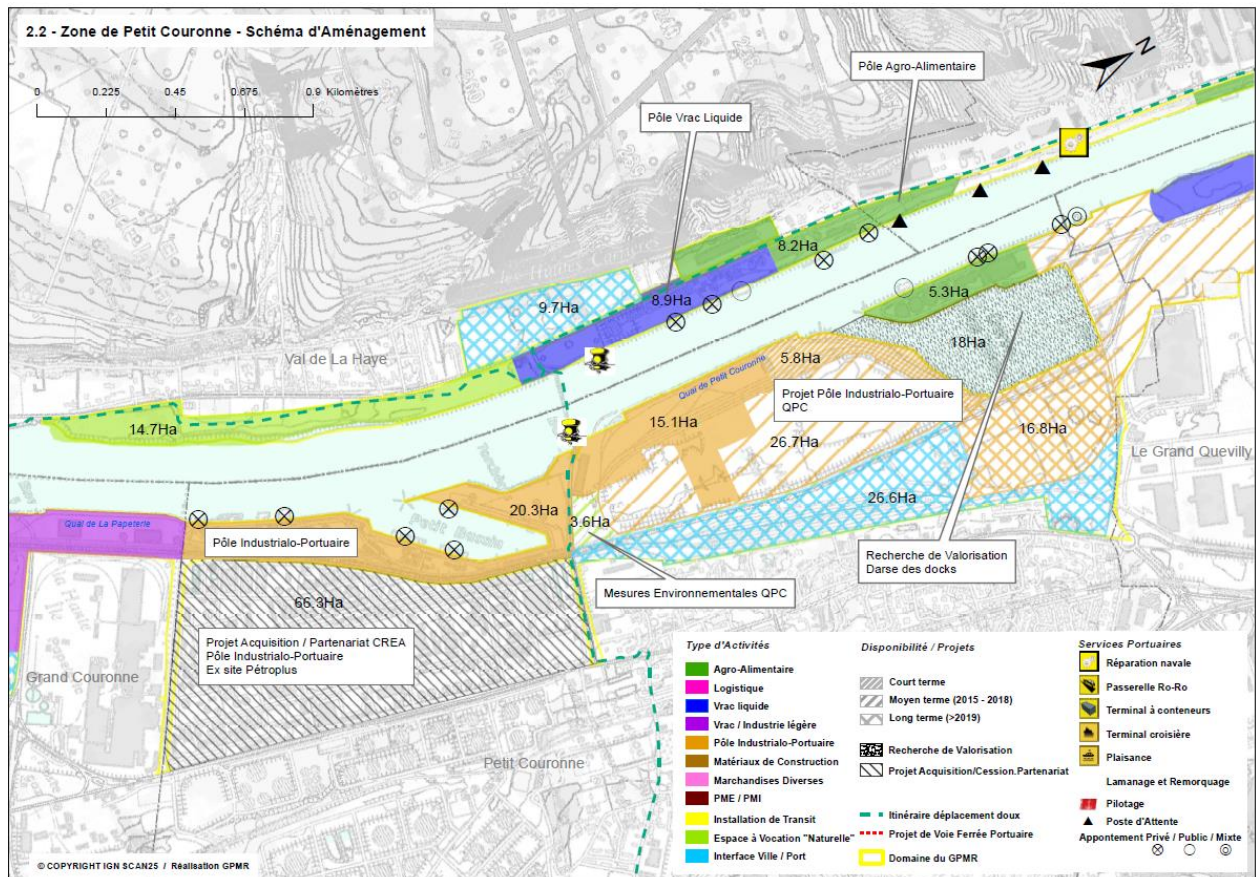 2.2 - Zone de Petit Couronne - Schéma d'Aménagement
0 0.225 0.45 0.675 0.9 Kilomètres
N
Pôle Agro-Alimentaire
Pôle Vrac Liquide
8.2Ha
9.7Ha
8.9Ha
5.3Ha
Val de La Haye
18Ha
5.8Ha
Quai de Petit Couronne
Projet Pôle Industrialo-Portuaire
QPC
14.7Ha
15.1Ha
26.7Ha
16.8Ha
Le Grand Quevilly
26.6Ha
20.3Ha
3.6Ha
Quai de La Papeterie
Pôle Industrialo-Portuaire
Recherche de Valorisation
Darse des docks
Mesures Environnementales QPC
66.3Ha
Projet Acquisition / Partenariat CREA
Pôle Industrialo-Portuaire
Ex site Pétroplus
Grand Couronne
Petit Couronne
Type d'Activités
Agro-Alimentaire
Logistique
Vrac liquide
Vrac / Industrie légère
Pôle Industrialo-Portuaire
Matériaux de Construction
Marchandises Diverses
PME / PMI
Installation de Transit
Espace à Vocation "Naturelle"
Interface Ville / Port
Disponibilité / Projets
Court terme
Moyen terme (2015 - 2018)
Long terme (>2019)
Recherche de Valorisation
Projet Acquisition/Cession.Partenariat
Itinéraire déplacement doux
Projet de Voie Ferrée Portuaire
Domaine du GPMR
Services Portuaires
Réparation navale
Passerelle Ro-Ro
Terminal à conteneurs
Terminal croisière
Plaisance
Lamanage et Remorquage
Pilotage
Poste d'Attente
Appontement Privé / Public / Mixte
© COPYRIGHT IGN SCAN25 / Réalisation GPMR